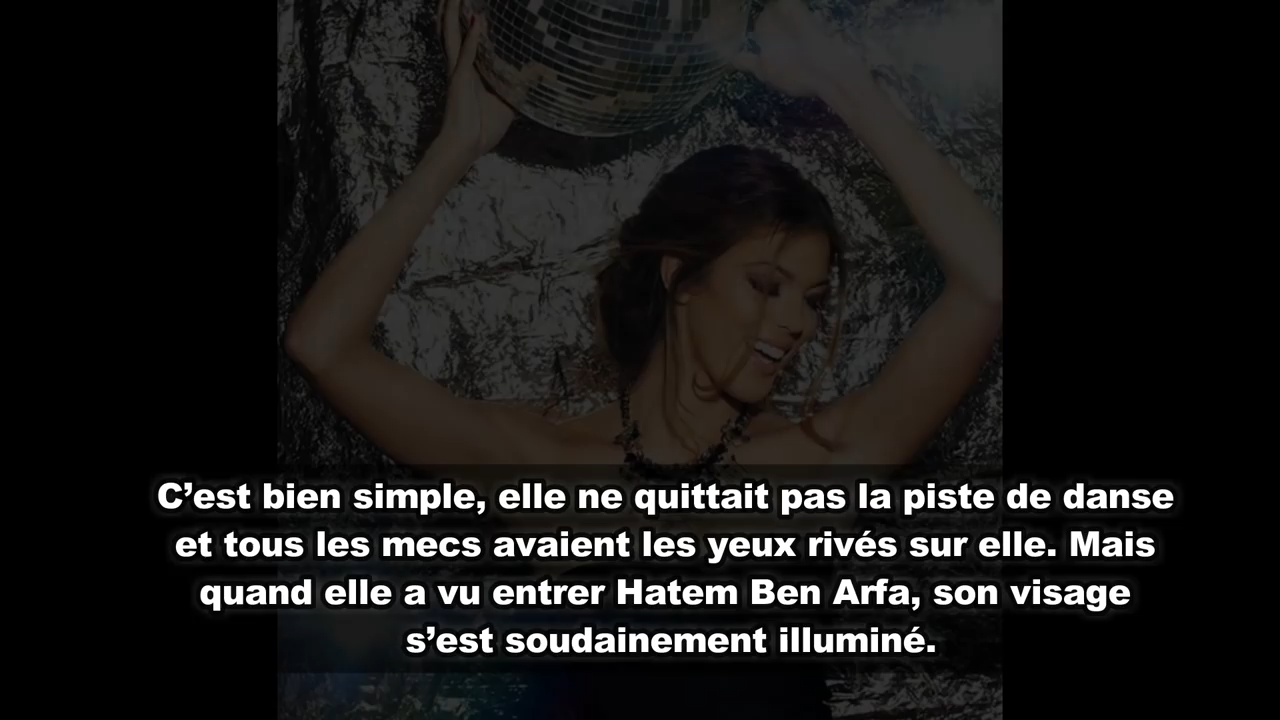 C’est bien simple, elle ne quittait pas la piste de danse
et tous les mecs avaient les yeux rivés sur elle. Mais
quand elle a vu entrer Hatem Ben Arfa, son visage
s’est soudainement illuminé.